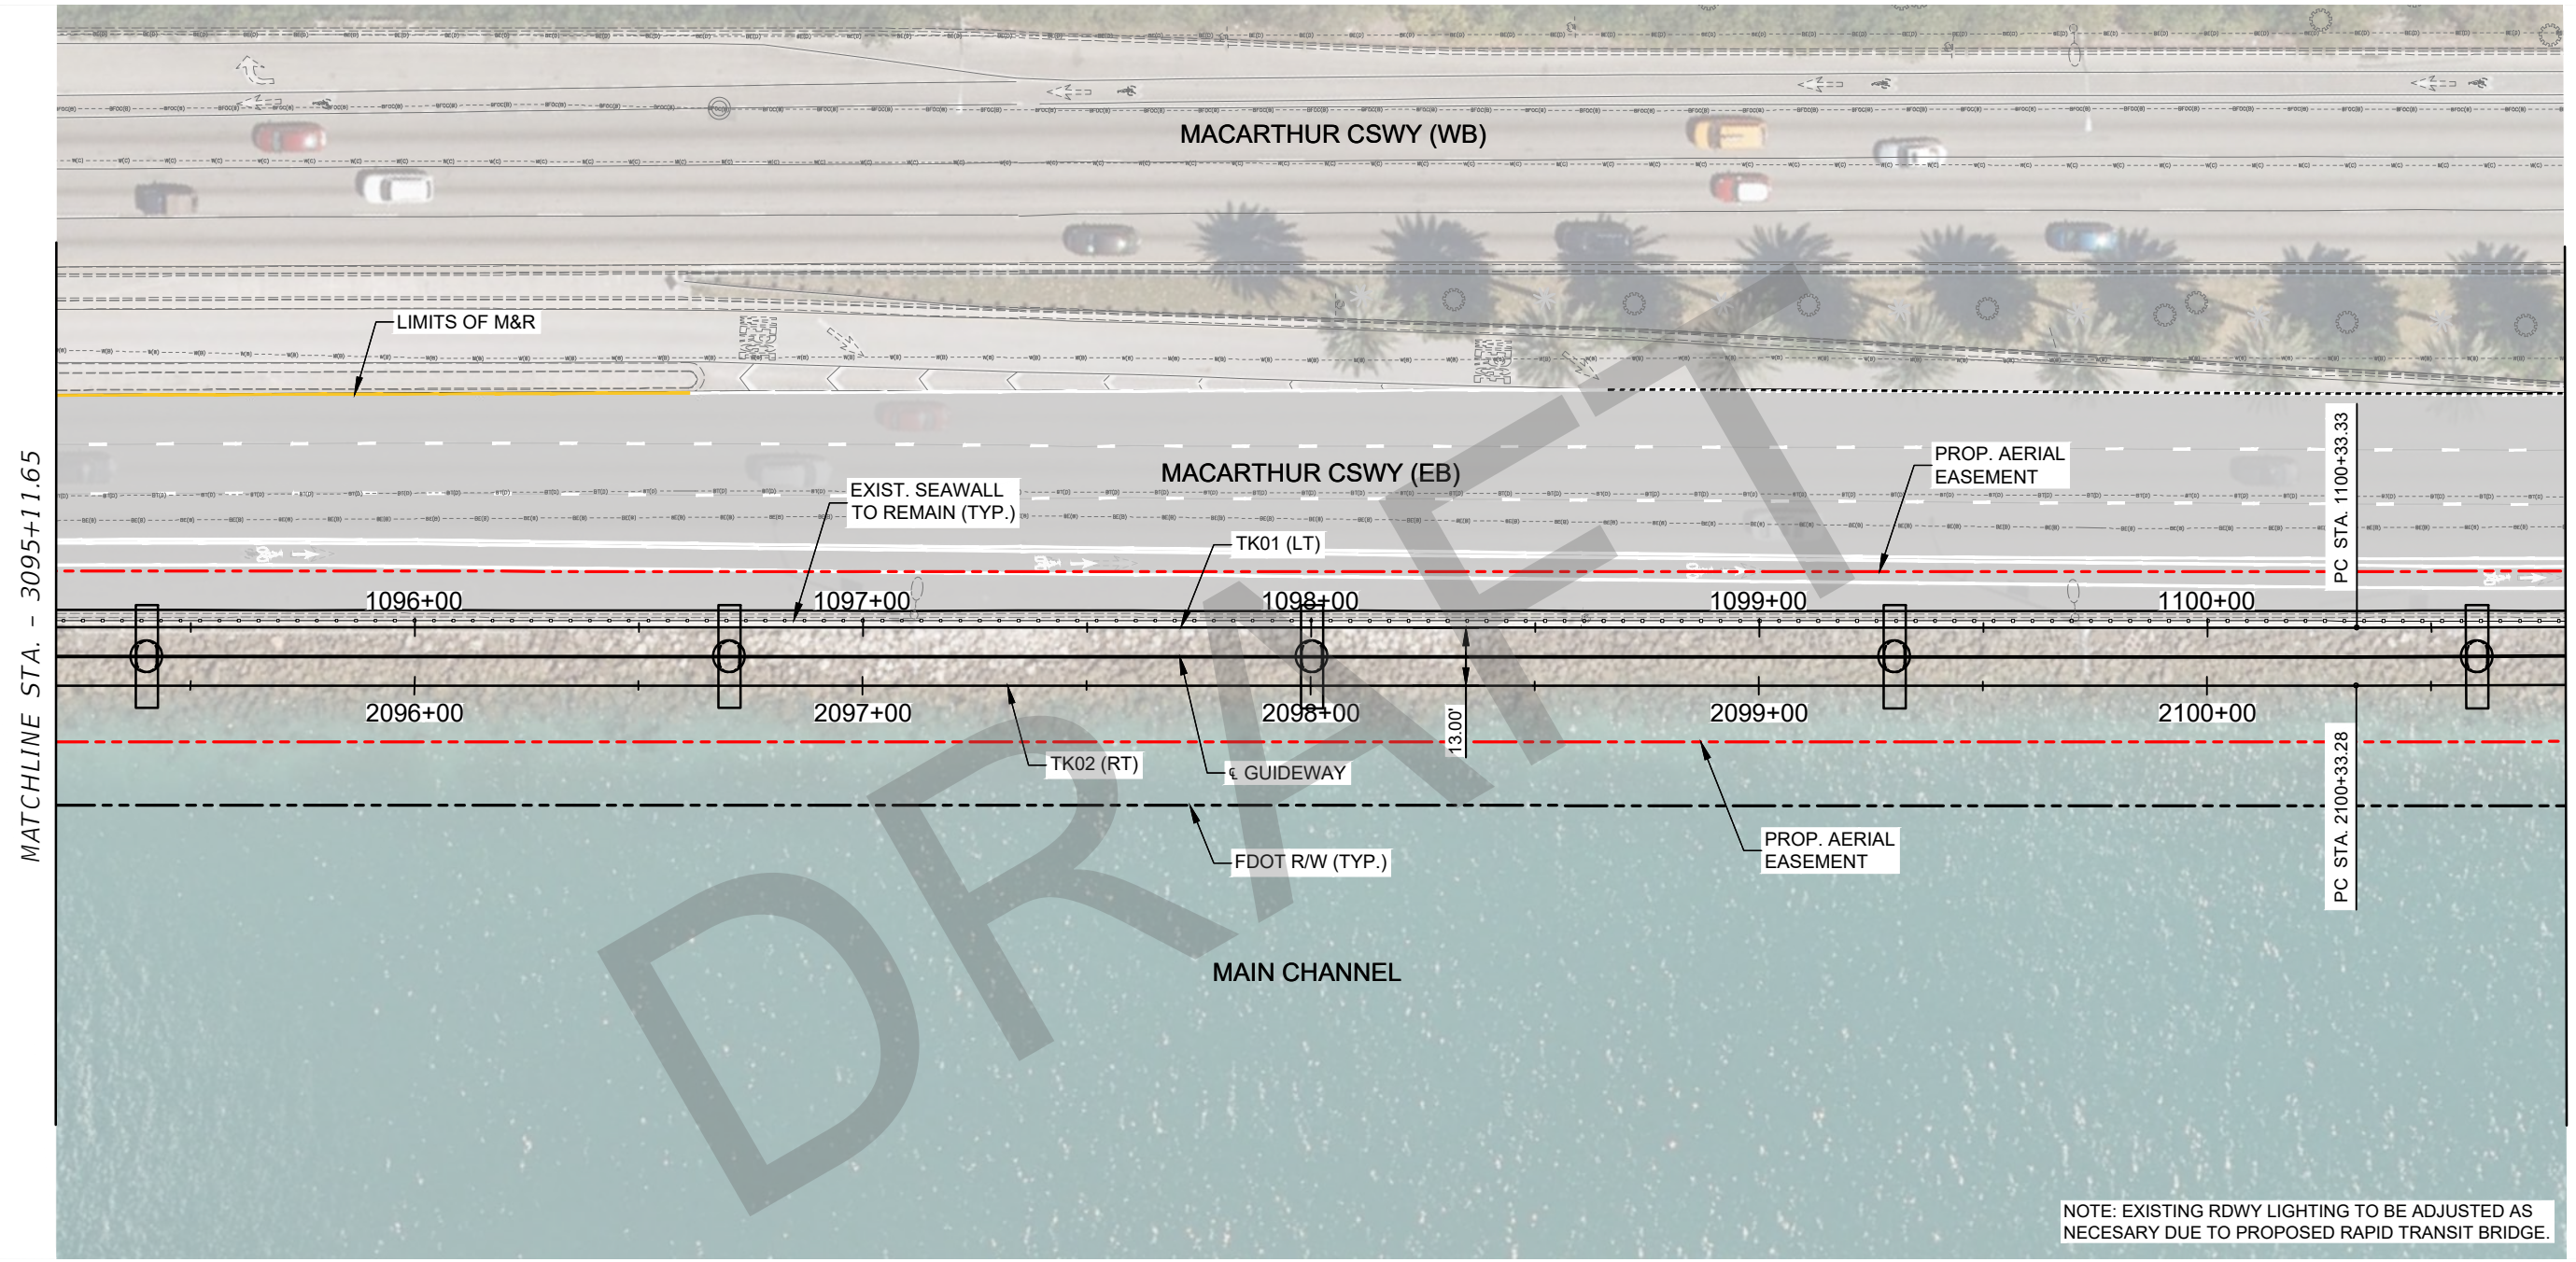 MACARTHUR CSWY (WB)
LIMITS OF M&R
MATCHLINE STA. - 3095+11.65
MACARTHUR CSWY (EB)
PROP. AERIAL
EASEMENT
PC STA. 1100+33.33
EXIST. SEAWALL
TO REMAIN (TYP.)
TK01 (LT)
1096+00
1097+00
1098+00
1099+00
1100+00
2096+00
2097+00
2098+00
2099+00
2100+00
13.00'
TK02 (RT)
℄ GUIDEWAY
PC STA. 2100+33.28
FDOT R/W (TYP.)
PROP. AERIAL
EASEMENT
DRAFT
MAIN CHANNEL
NOTE: EXISTING RDWY LIGHTING TO BE ADJUSTED AS
NECESARY DUE TO PROPOSED RAPID TRANSIT BRIDGE.